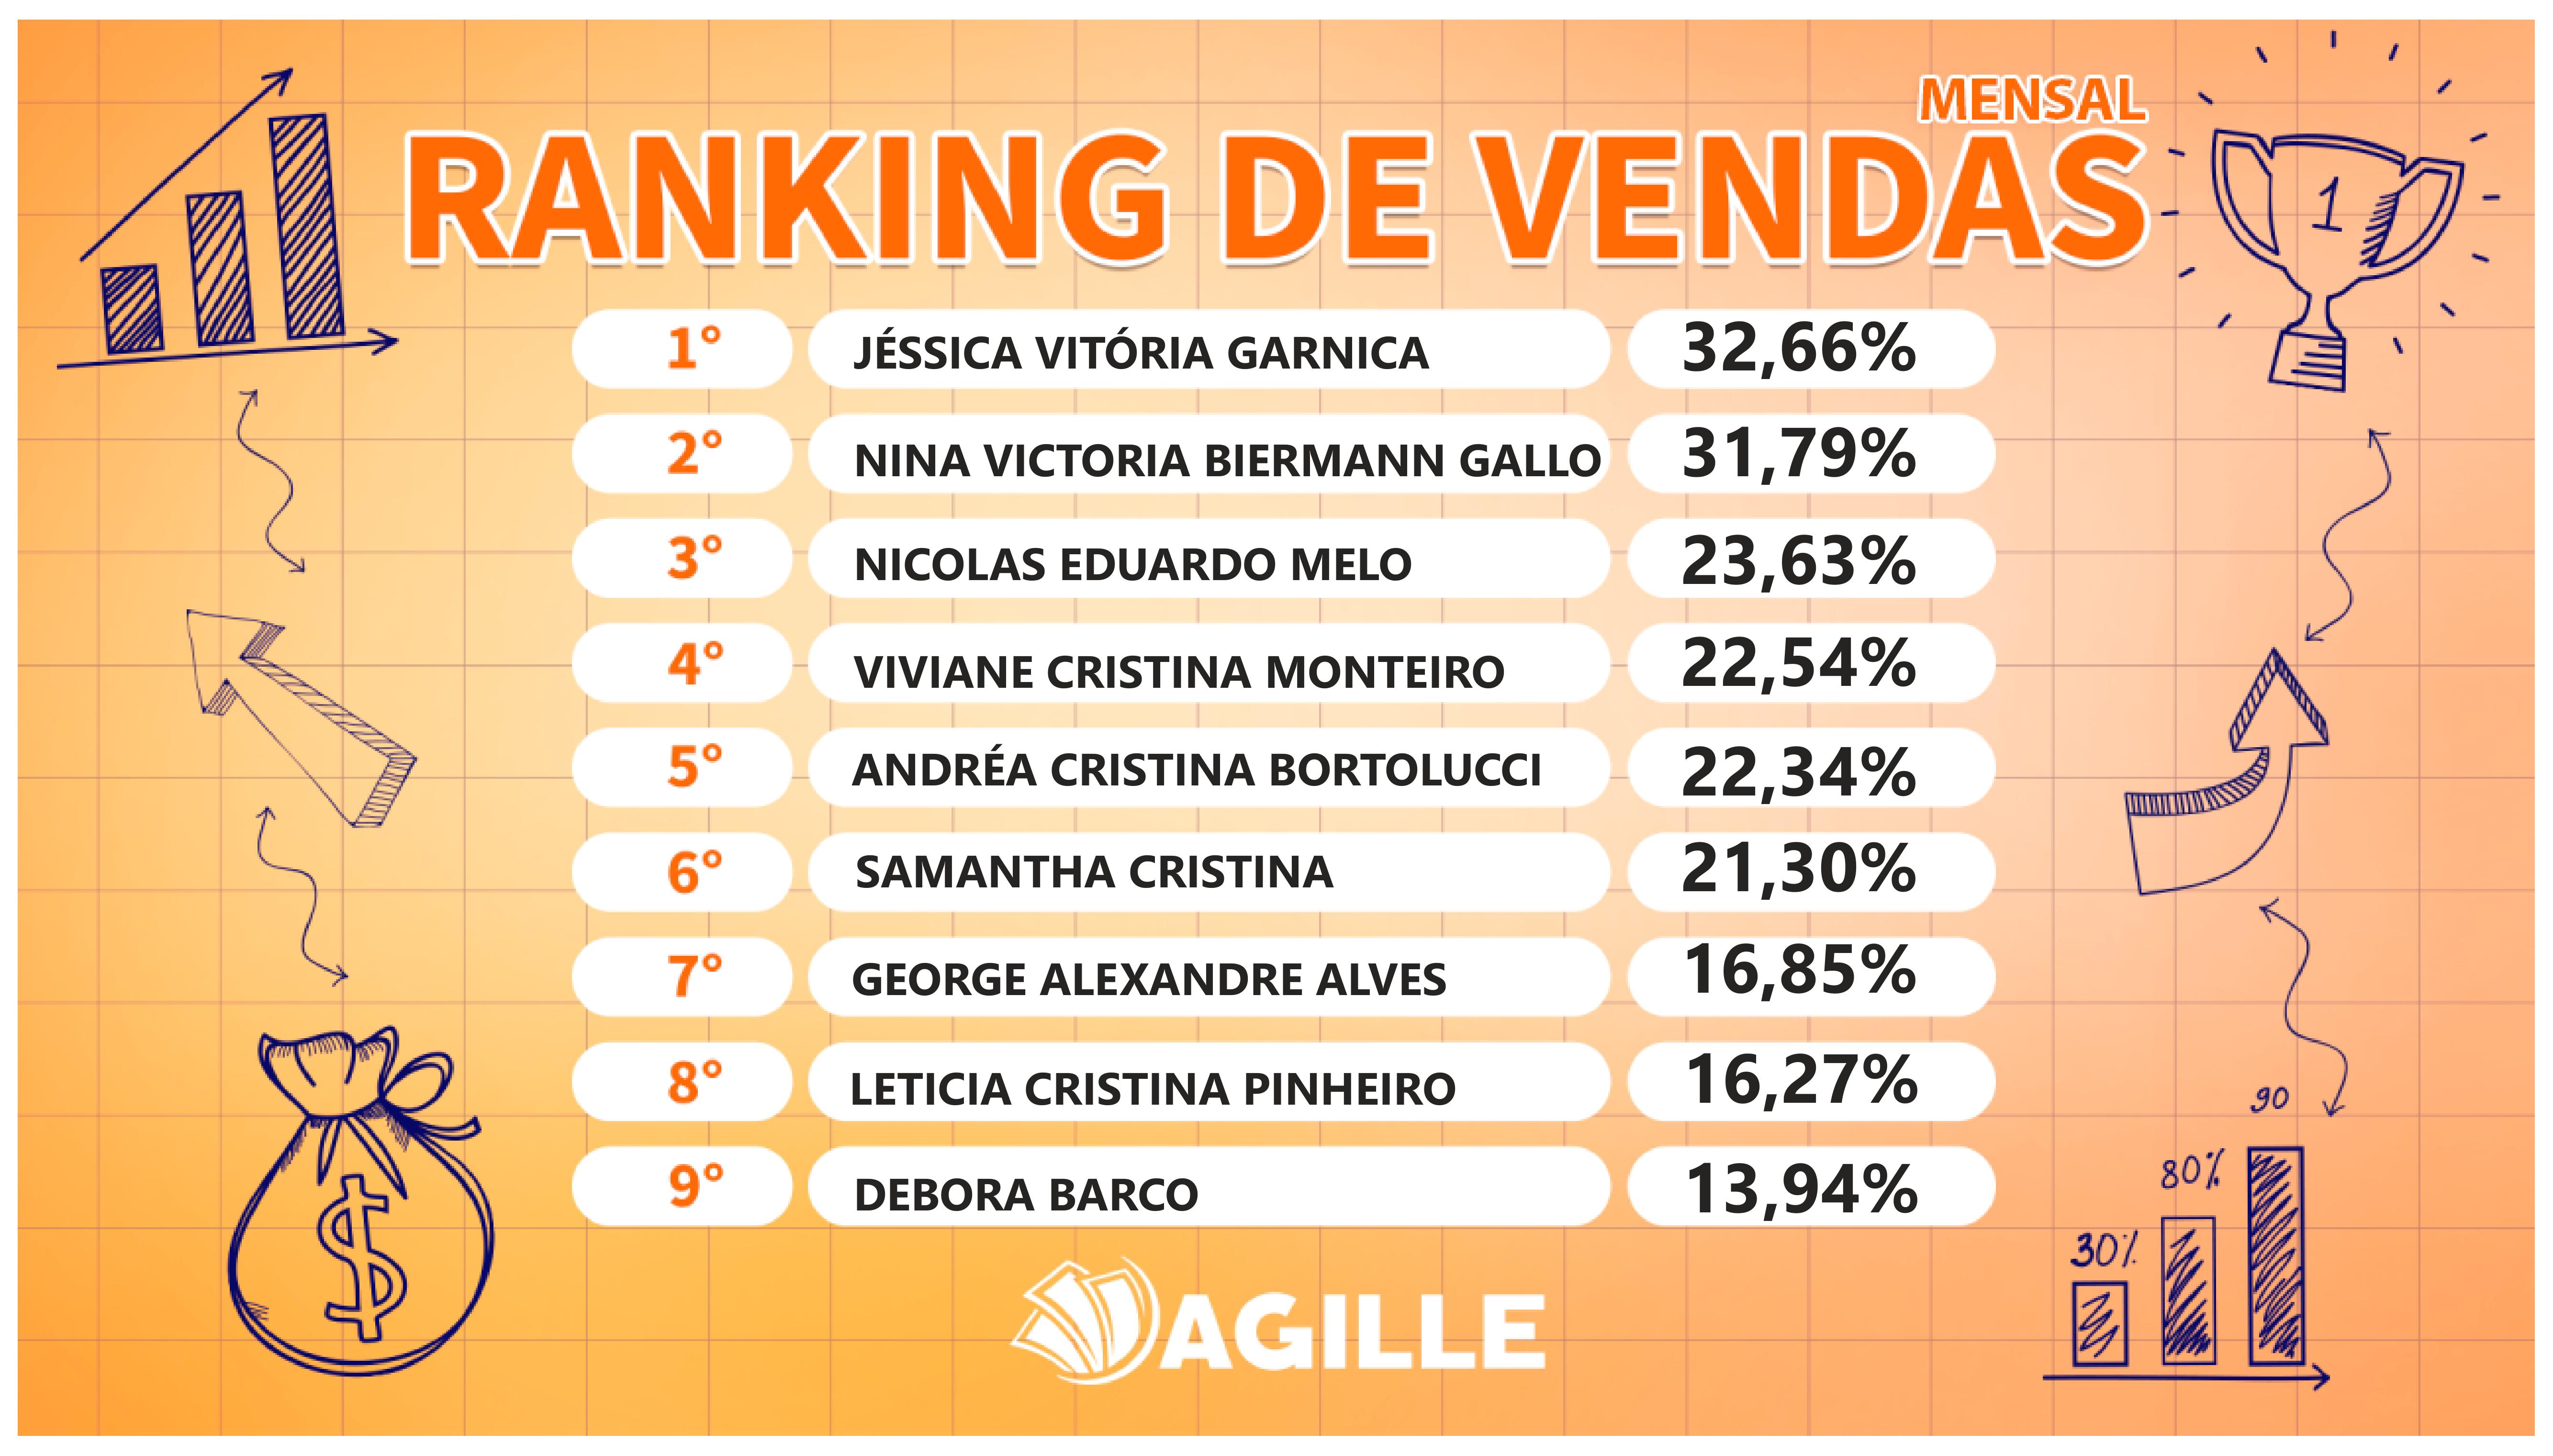 MENSAL
RANKING DE VENDAS
1
1° JÉSSICA VITÓRIA GARNICA 32,66%
2° NINA VICTORIA BIERMANN GALLO 31,79%
3° NICOLAS EDUARDO MELO 23,63%
4° VIVIANE CRISTINA MONTEIRO 22,54%
5° ANDRÉA CRISTINA BORTOLUCCI 22,34%
6° SAMANTHA CRISTINA 21,30%
7° GEORGE ALEXANDRE ALVES 16,85%
8° LETICIA CRISTINA PINHEIRO 16,27%
9° DEBORA BARCO 13,94%
90
80%
30%
$
AGILLE